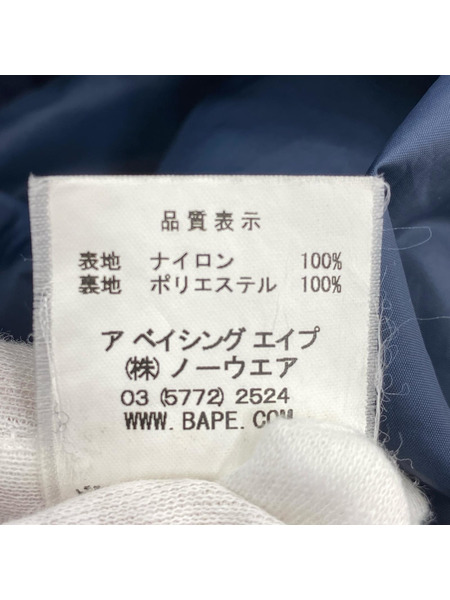 品質表示
表地 ナイロン 100%
裏地 ポリエステル 100%
ア ベイシング エイプ
(株) ノーウエア
03 (5772) 2524
WWW. BAPE. COM